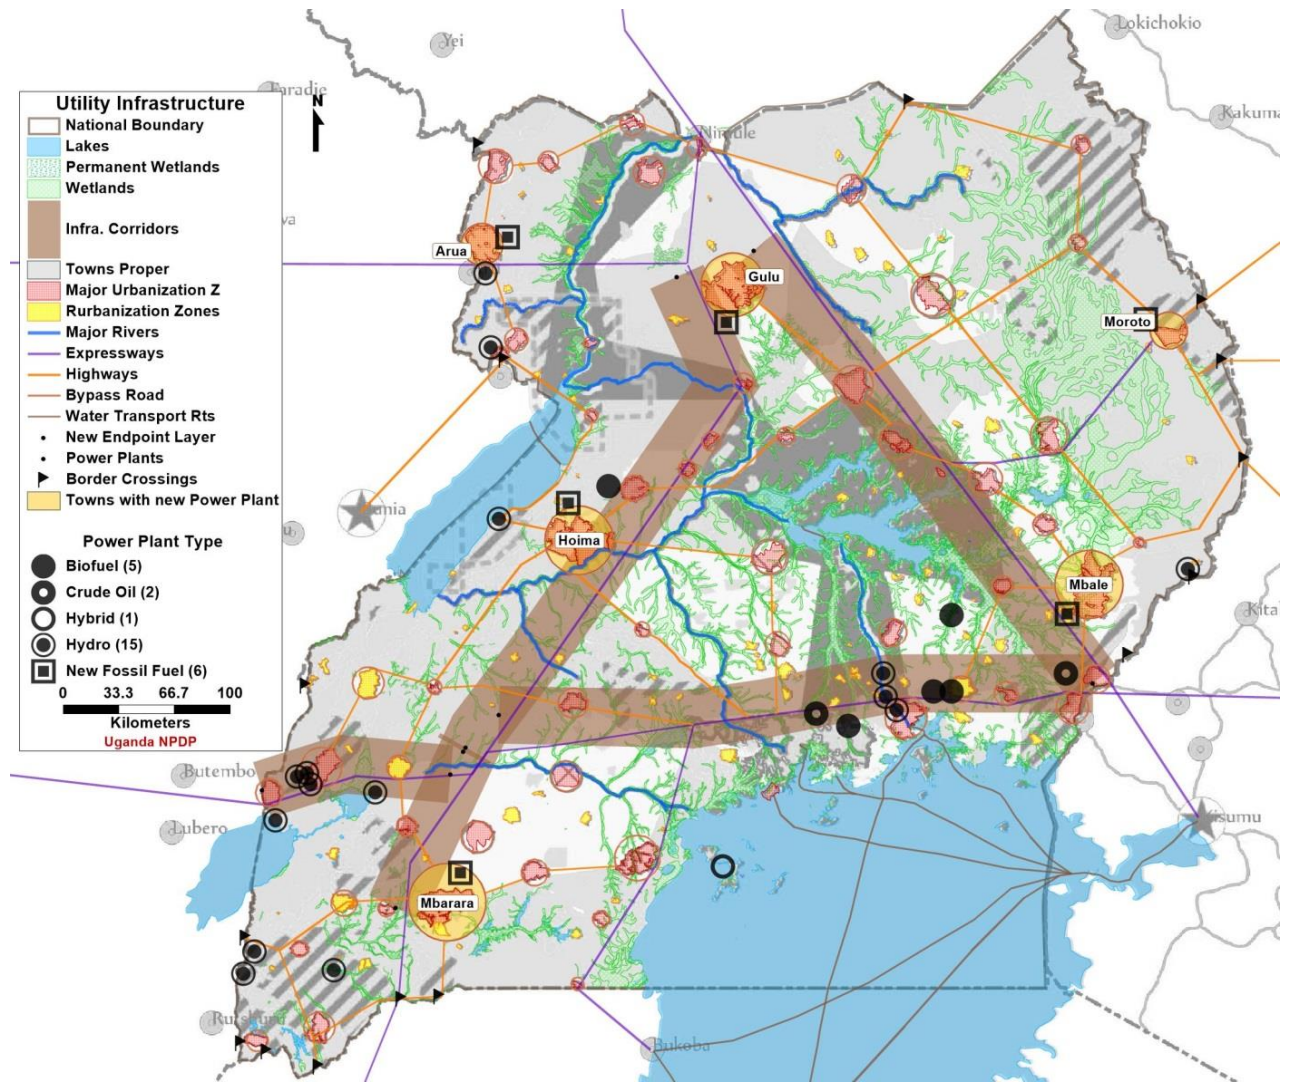 Lokichokio
Yei
Faradje
Kakuma
Utility Infrastructure
National Boundary
Lakes
Permanent Wetlands
Wetlands
Infra. Corridors
Towns Proper
Major Urbanization Z
Rurbanization Zones
Major Rivers
Expressways
Highways
Bypass Road
Water Transport Rts
New Endpoint Layer
Power Plants
Border Crossings
Towns with new Power Plant
Power Plant Type
Biofuel (5)
Crude Oil (2)
Hybrid (1)
Hydro (15)
New Fossil Fuel (6)
0 33.3 66.7 100
Kilometers
Uganda NPDP
N
Nimule
Arua
Gulu
Moroto
Hoima
Mbale
Butembo
Lubero
Mbarara
Bukoba